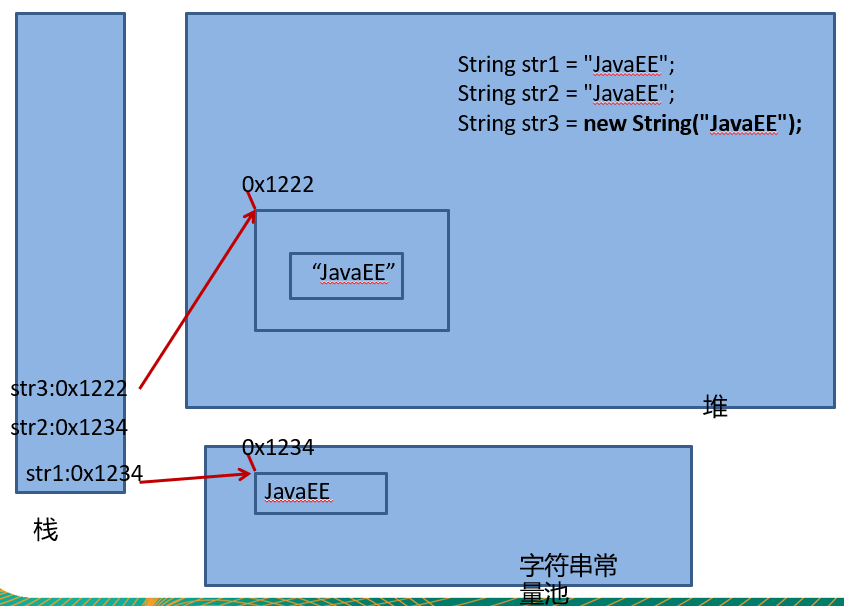 String str1 = "JavaEE";
String str2 = "JavaEE";
String str3 = new String("JavaEE");
0x1222
“JavaEE”
str3:0x1222
堆
str2:0x1234
0x1234
str1:0x1234
JavaEE
栈
字符串常
量池